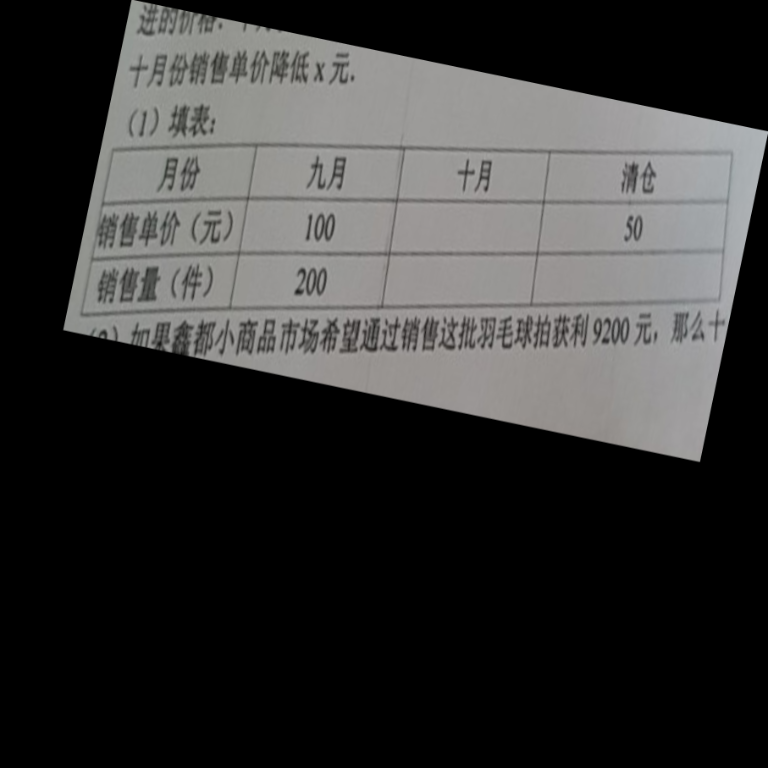 进的价格.
十月份销售单价降低 x 元.
（1）填表:
月份 九月 十月 清仓
销售单价（元） 100 50
销售量（件） 200
（2）如果鑫都小商品市场希望通过销售这批羽毛球拍获利 9200 元，那么十